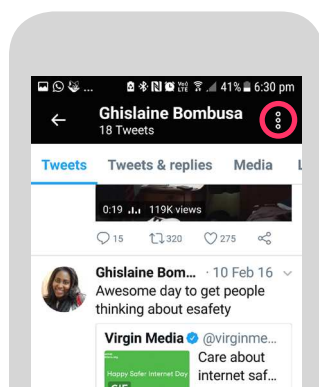 ... 41% 6:30 pm
Ghislaine Bombusa
18 Tweets
Tweets Tweets & replies Media L
0:19 119K views
15 320 275
Ghislaine Bom... · 10 Feb 16
Awesome day to get people
thinking about esafety
Virgin Media @virginme...
Care about
internet saf...
Happy Safer Internet Day
GIF